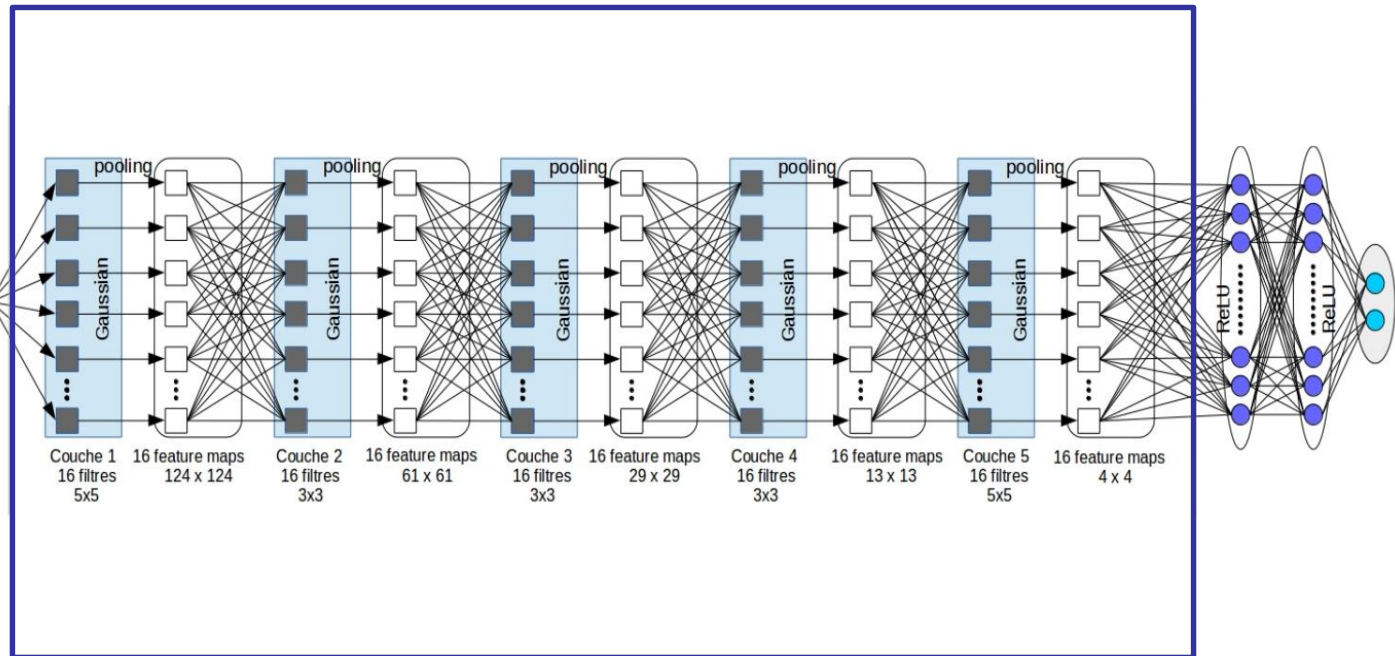 pooling
pooling
pooling
pooling
pooling
Gaussian
Gaussian
Gaussian
Gaussian
Gaussian
ReLU
ReLU
Couche 1
16 filtres
5x5
16 feature maps
124 x 124
Couche 2
16 filtres
3x3
16 feature maps
61 x 61
Couche 3
16 filtres
3x3
16 feature maps
29 x 29
Couche 4
16 filtres
3x3
16 feature maps
13 x 13
Couche 5
16 filtres
5x5
16 feature maps
4 x 4